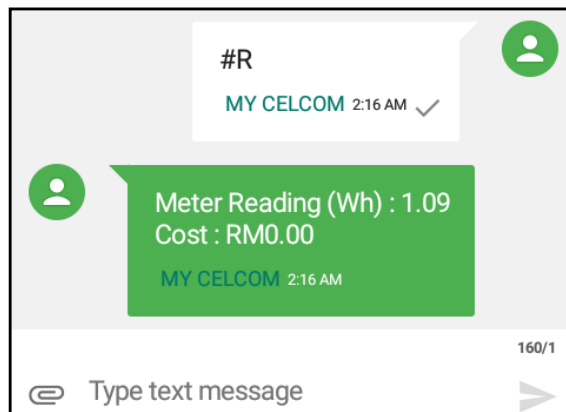 #R
MY CELCOM 2:16 AM
Meter Reading (Wh) : 1.09
Cost : RM0.00
MY CELCOM 2:16 AM
160/1
Type text message